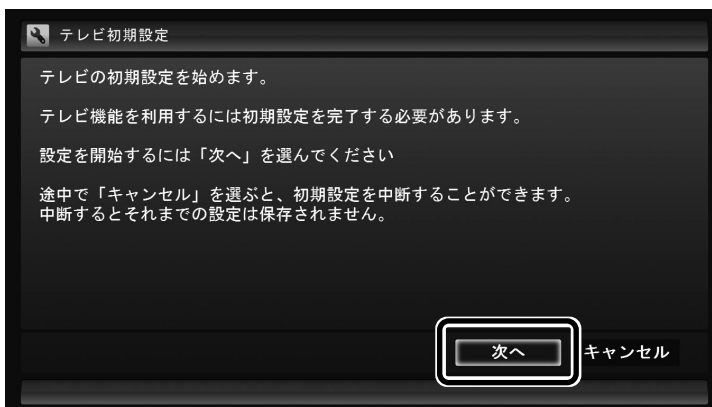 テレビ初期設定
テレビの初期設定を始めます。
テレビ機能を利用するには初期設定を完了する必要があります。
設定を開始するには「次へ」を選んでください
途中で「キャンセル」を選ぶと、初期設定を中断することができます。
中断するとそれまでの設定は保存されません。
次へ キャンセル